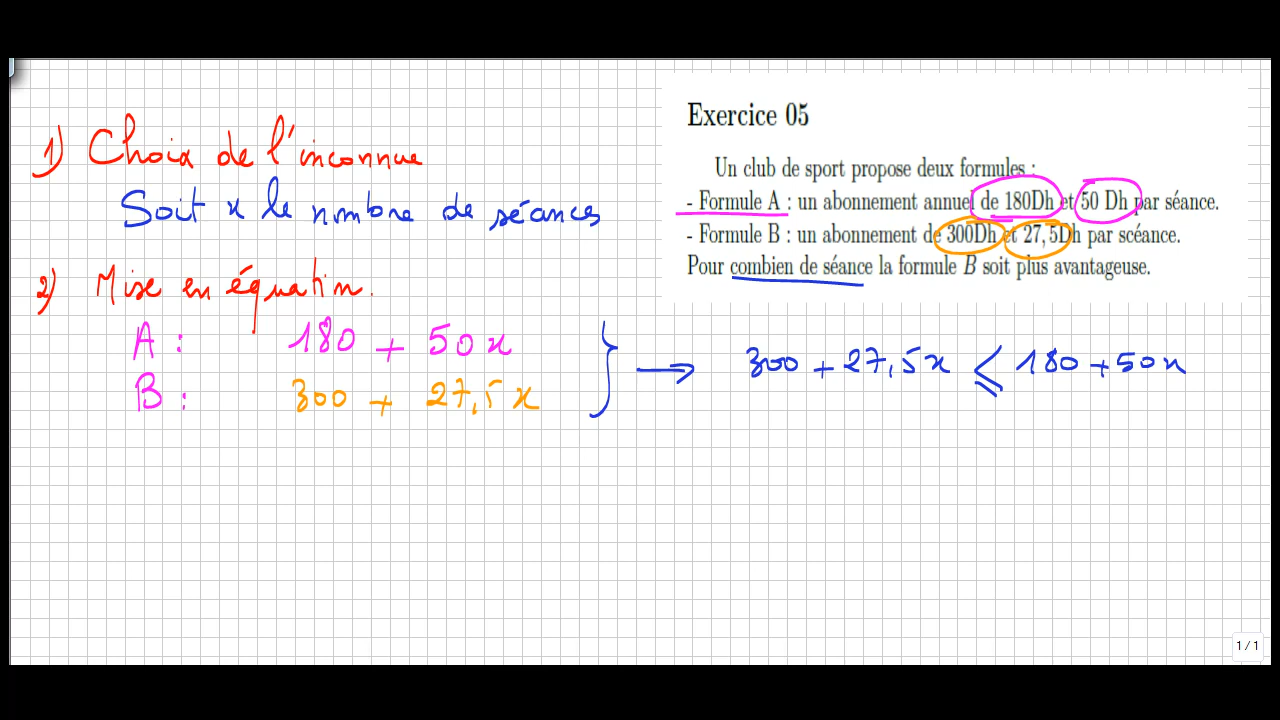 1) Choix de l'inconnue
Soit x le nombre de séances
2) Mise en équatin.
A : 180 + 50x
B : 300 + 27,5x
300 + 27,5x ≤ 180 + 50x
Exercice 05
Un club de sport propose deux formules :
- Formule A : un abonnement annuel de 180Dh et 50 Dh par séance.
- Formule B : un abonnement de 300Dh et 27,5Dh par scéance.
Pour combien de séance la formule B soit plus avantageuse.
1 / 1